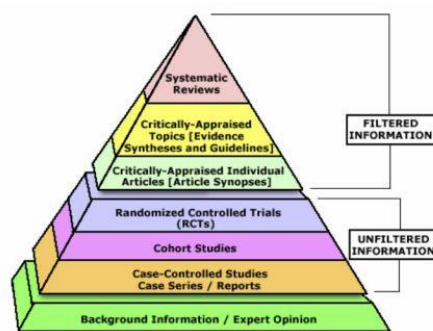 Systematic
Reviews
Critically-Appraised
Topics [Evidence
Syntheses and Guidelines]
Critically-Appraised Individual
Articles [Article Synopses]
FILTERED
INFORMATION
Randomized Controlled Trials
(RCTs)
Cohort Studies
Case-Controlled Studies
Case Series / Reports
UNFILTERED
INFORMATION
Background Information / Expert Opinion